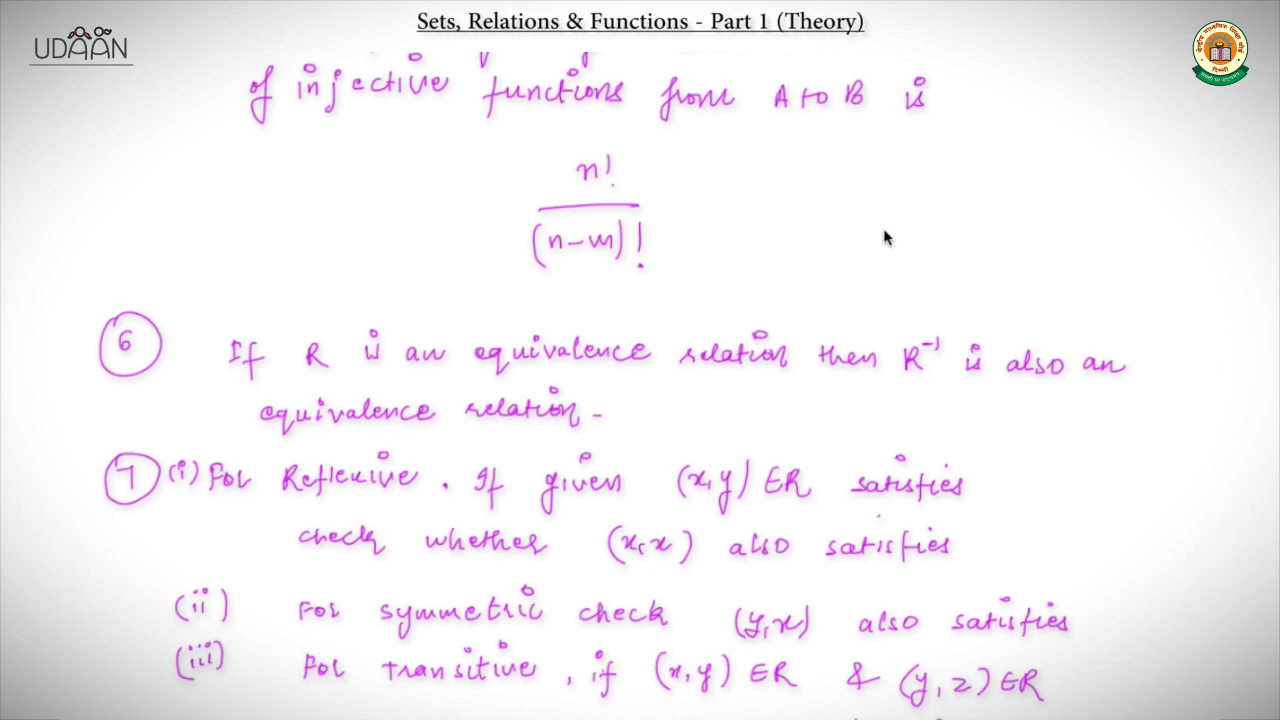 Sets, Relations & Functions - Part 1 (Theory)
UDAAN
of injective functions from A to B is
n!
(n-m)!
6 If R is an equivalence relation then R⁻¹ is also an
equivalence relation.
7 (i) For Reflexive. If given (x,y) ∈R satisfies
check whether (x,x) also satisfies
(ii) For symmetric check (y,x) also satisfies
(iii) For transitive, if (x,y) ∈R & (y,z) ∈R